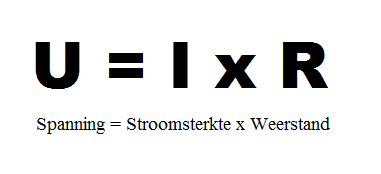 U = I x R
Spanning = Stroomsterkte x Weerstand